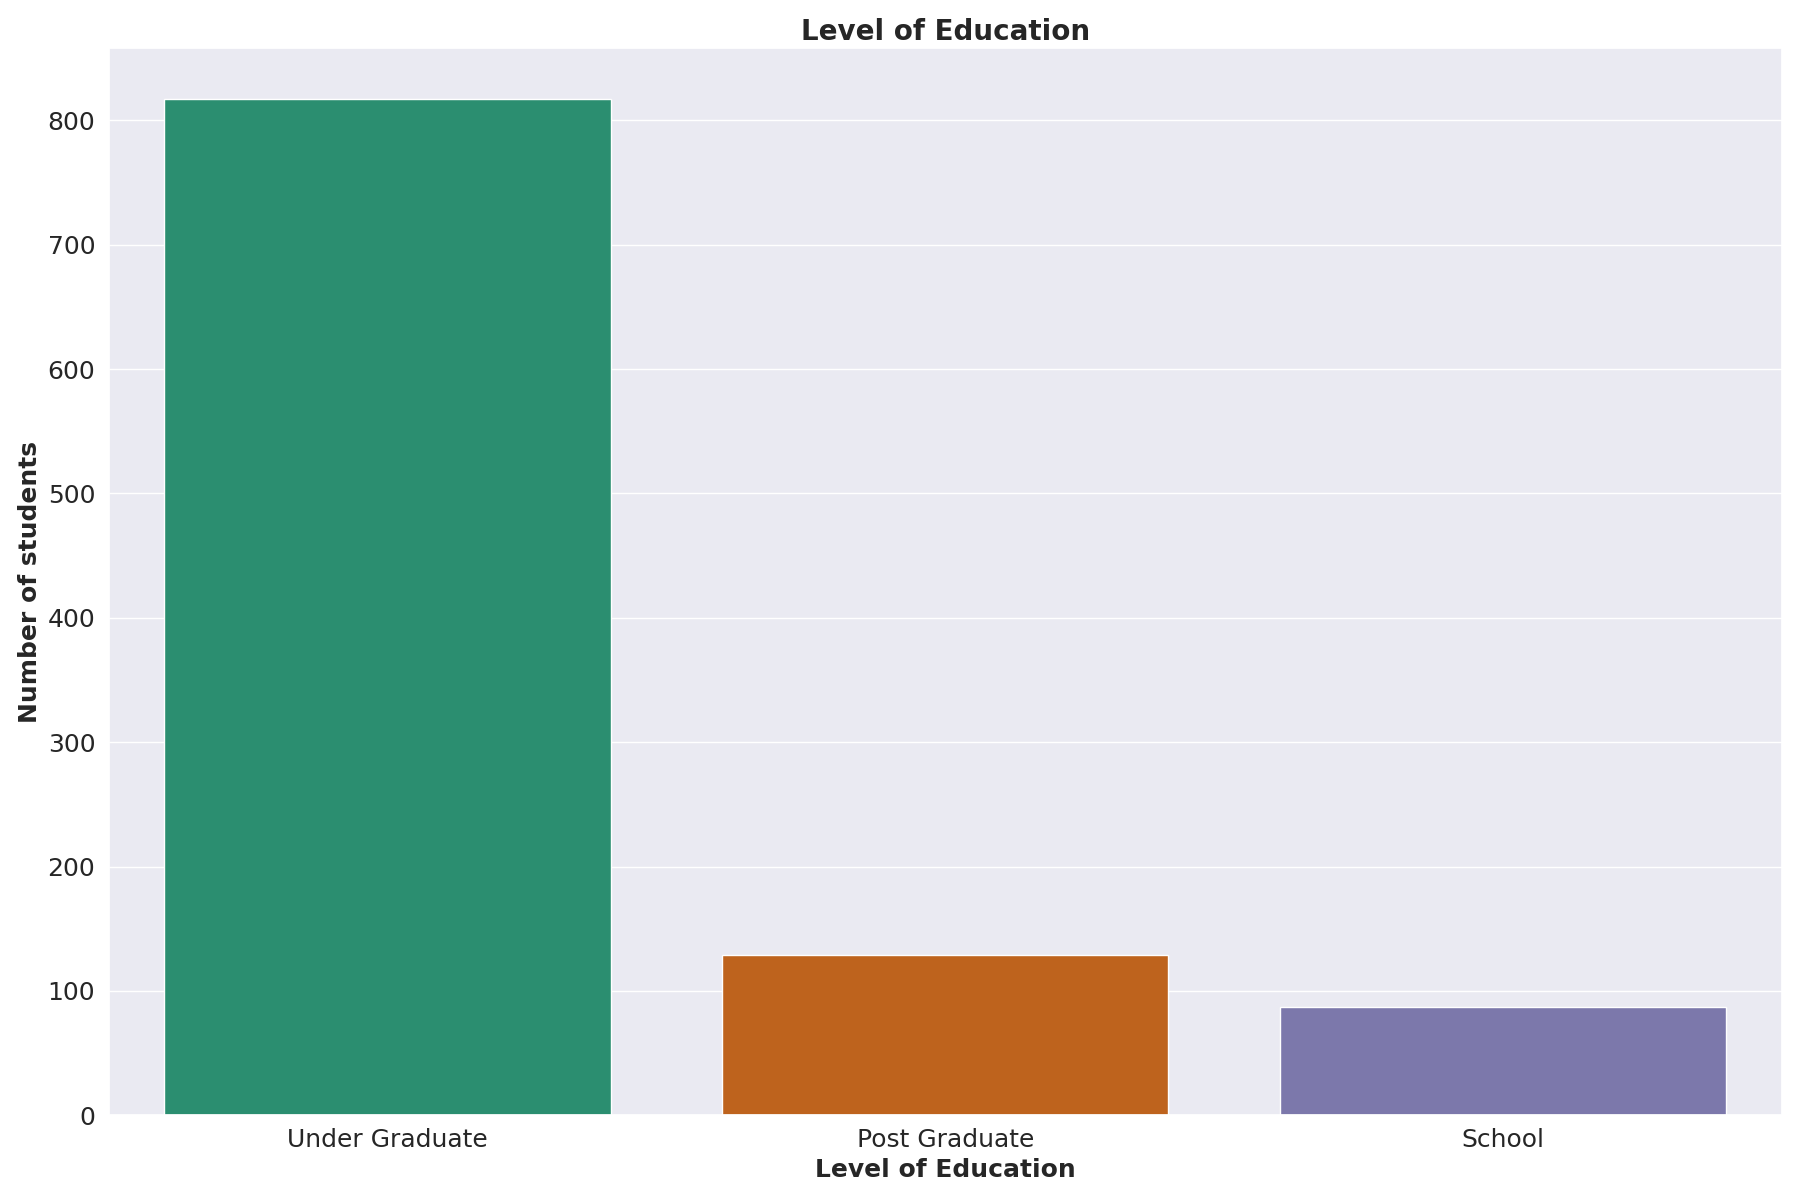 Level of Education
800
700
600
500
400
300
200
100
0
Number of students
Under Graduate
Post Graduate
School
Level of Education